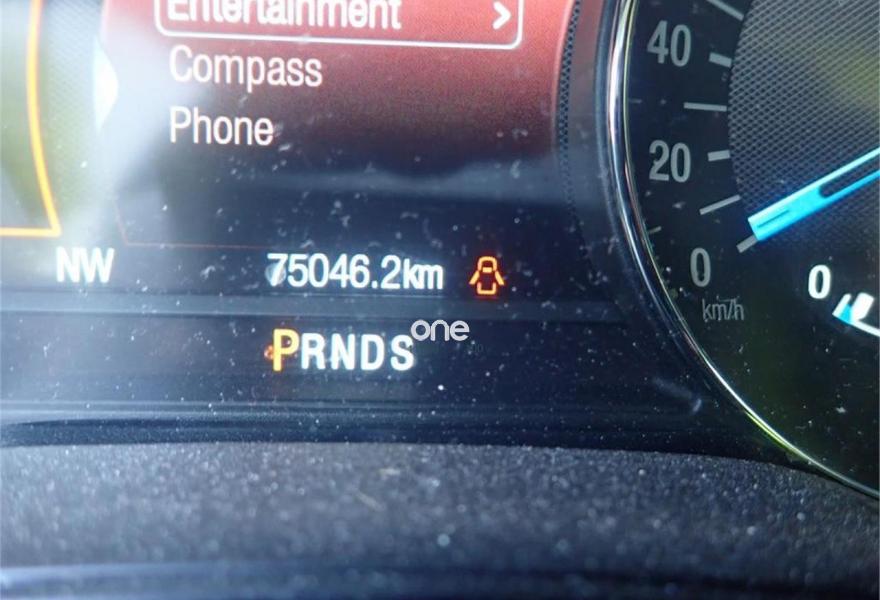 Entertainment >
Compass
Phone
NW
75046.2km
PRNDS
one
40
20
0
km/h
0